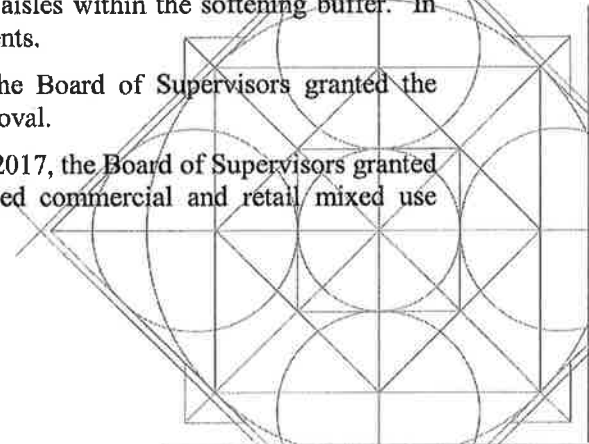 aisles within the softening buffer. In
ents.
he Board of Supervisors granted the
oval.
2017, the Board of Supervisors granted
ed commercial and retail mixed use